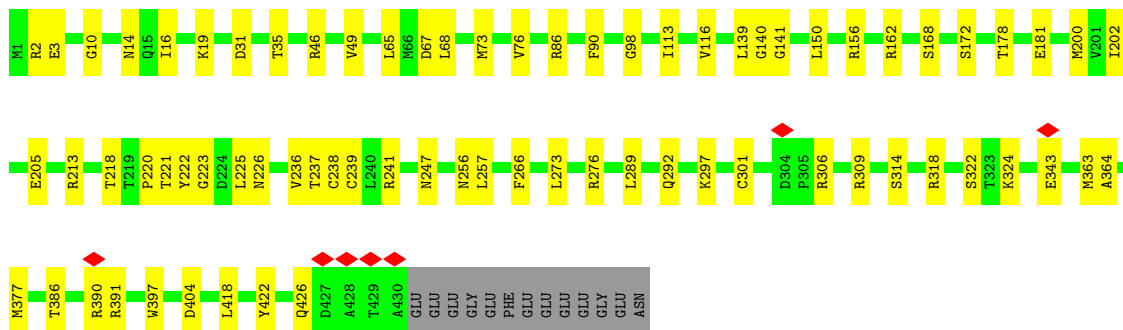 M1 R2 E3 G10 N14 Q15 I16 K19 D31 T35 R46 V49 L65 M66 D67 L68 M73 V76 R86 F90 G98 I113 V116 L139 G140 G141 L150 R156 R162 S168 S172 T178 E181 M200 V201 I202
E205 R213 T218 T219 P220 T221 Y222 G223 D224 L225 N226 V236 T237 C238 C239 L240 R241 N247 N256 L257 F266 L273 R276 L289 Q292 K297 C301 D304 P305 R306 R309 S314 R318 S322 T323 K324 E343 M363 A364
M377 T386 R390 R391 W397 D404 L418 Y422 Q426 D427 A428 T429 A430 GLU GLU GLU GLY GLU PHE GLU GLU GLU GLU GLY GLU ASN